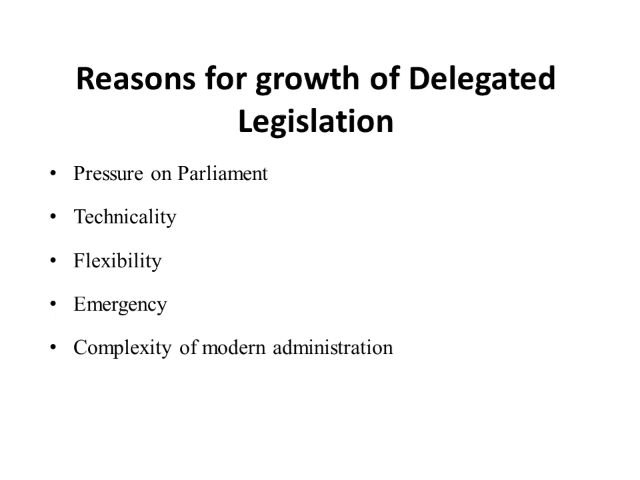 Reasons for growth of Delegated
Legislation
• Pressure on Parliament
• Technicality
• Flexibility
• Emergency
• Complexity of modern administration